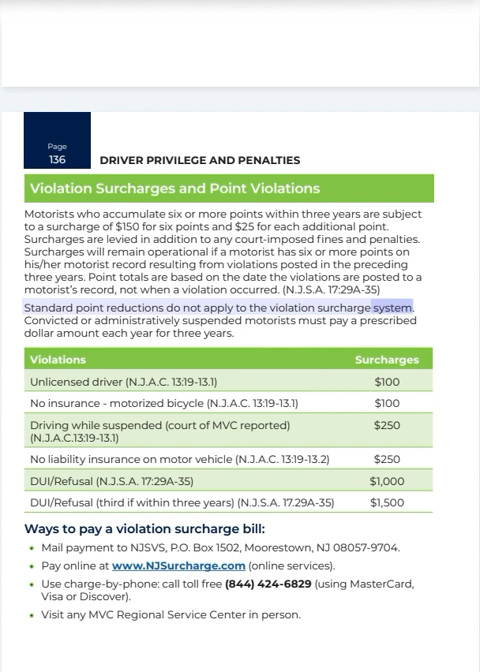 Page
136
DRIVER PRIVILEGE AND PENALTIES
Violation Surcharges and Point Violations
Motorists who accumulate six or more points within three years are subject
to a surcharge of $150 for six points and $25 for each additional point.
Surcharges are levied in addition to any court-imposed fines and penalties.
Surcharges will remain operational if a motorist has six or more points on
his/her motorist record resulting from violations posted in the preceding
three years. Point totals are based on the date the violations are posted to a
motorist's record, not when a violation occurred. (N.J.S.A. 17:29A-35)
Standard point reductions do not apply to the violation surcharge system.
Convicted or administratively suspended motorists must pay a prescribed
dollar amount each year for three years.
Violations Surcharges
Unlicensed driver (N.J.A.C. 13:19-13.1) $100
No insurance - motorized bicycle (N.J.A.C. 13:19-13.1) $100
Driving while suspended (court of MVC reported) $250
(N.J.A.C.13:19-13.1)
No liability insurance on motor vehicle (N.J.A.C. 13:19-13.2) $250
DUI/Refusal (N.J.S.A. 17:29A-35) $1,000
DUI/Refusal (third if within three years) (N.J.S.A. 17.29A-35) $1,500
Ways to pay a violation surcharge bill:
• Mail payment to NJSVS, P.O. Box 1502, Moorestown, NJ 08057-9704.
• Pay online at www.NJSurcharge.com (online services).
• Use charge-by-phone: call toll free (844) 424-6829 (using MasterCard,
Visa or Discover).
• Visit any MVC Regional Service Center in person.